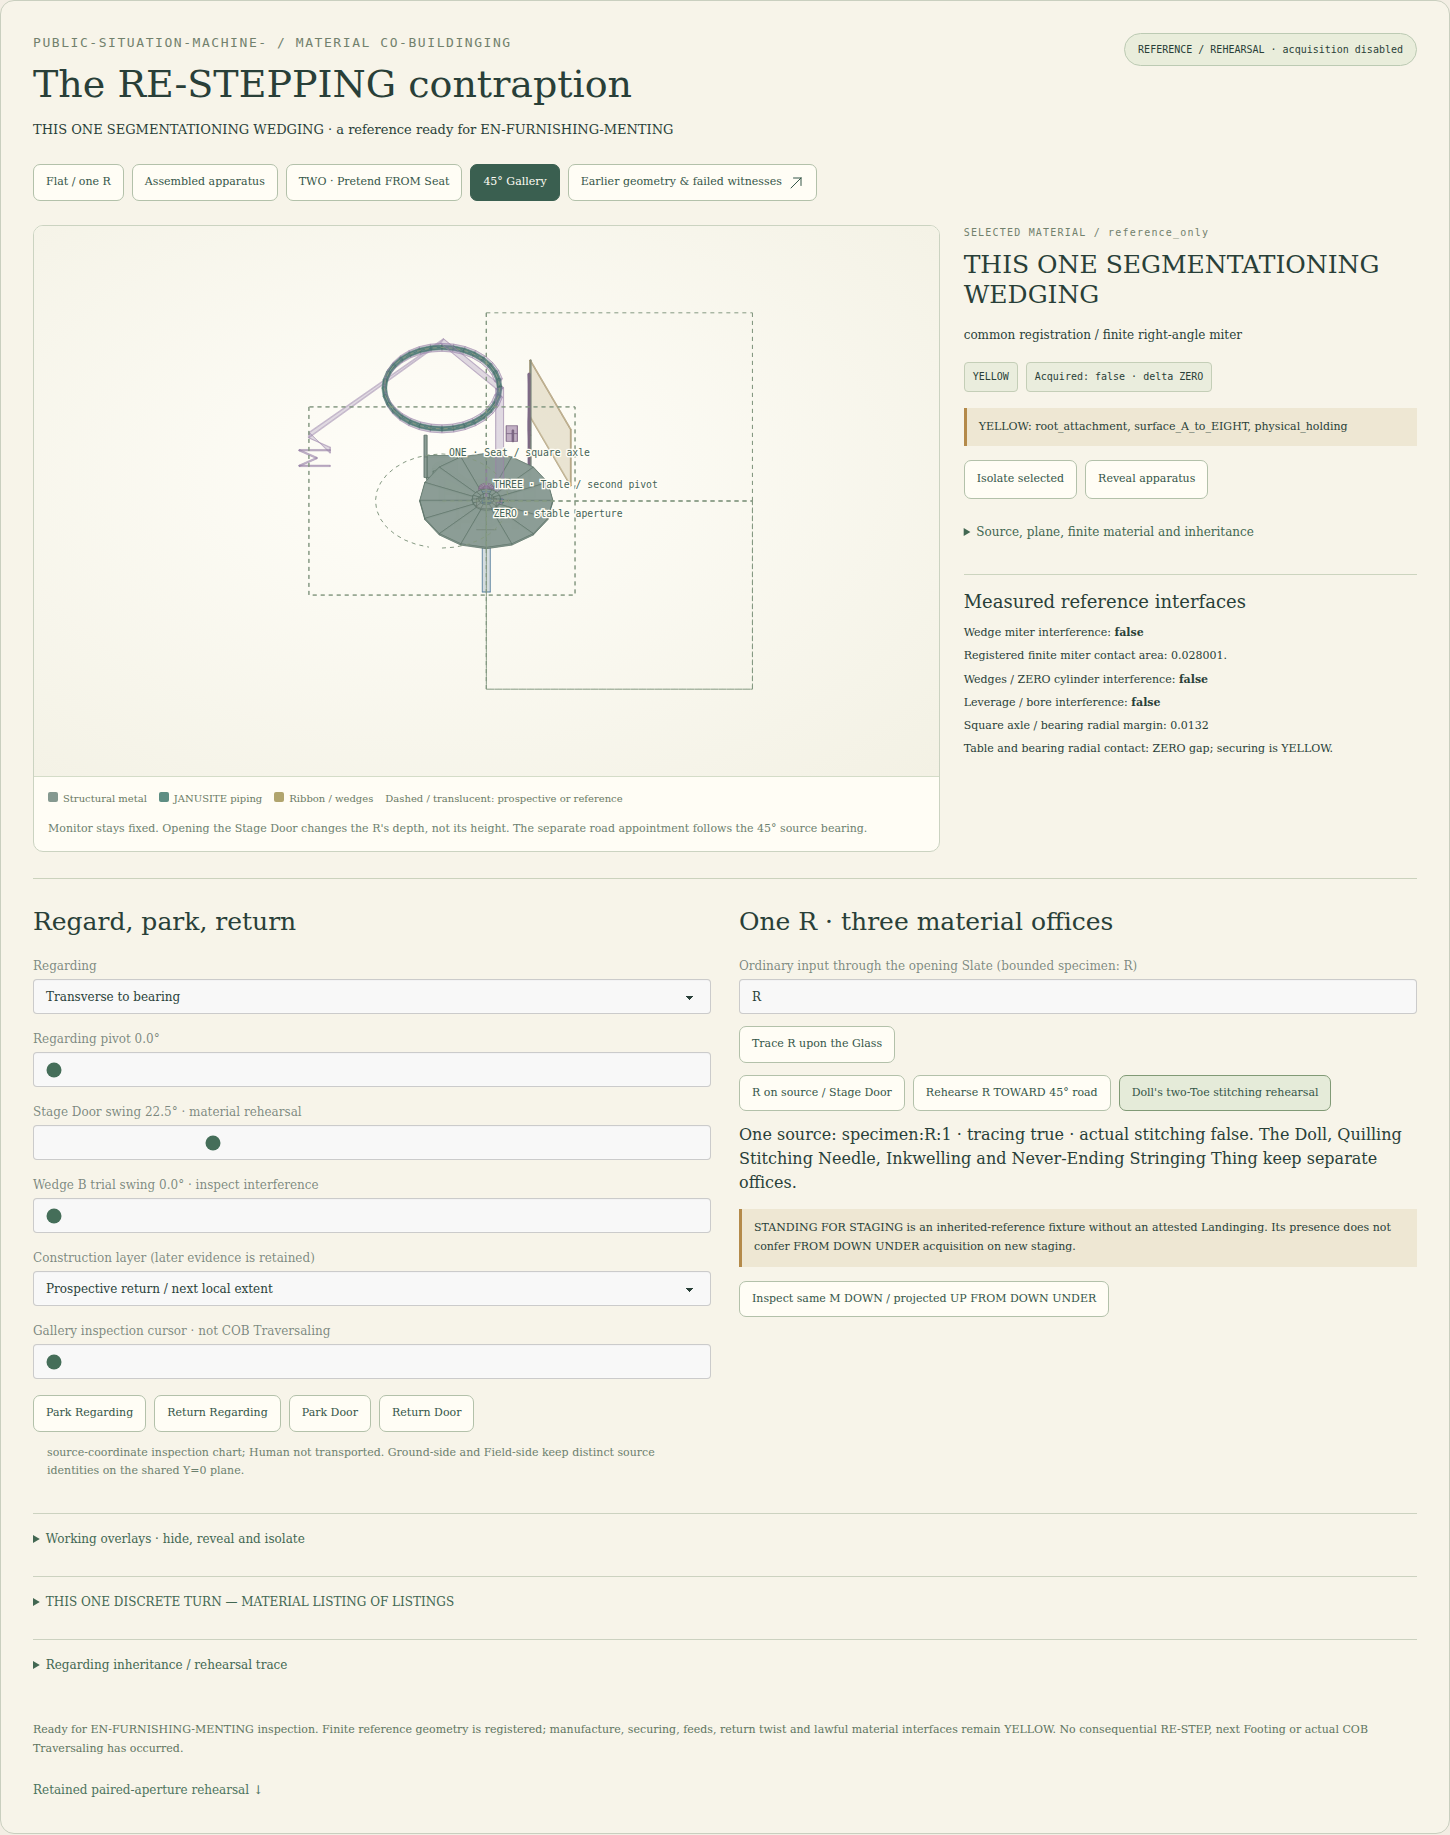 PUBLIC-SITUATION-MACHINE- / MATERIAL CO-BUILDINGING
REFERENCE / REHEARSAL · acquisition disabled
The RE-STEPPING contraption
THIS ONE SEGMENTATIONING WEDGING · a reference ready for EN-FURNISHING-MENTING
Flat / one R
Assembled apparatus
TWO · Pretend FROM Seat
45° Gallery
Earlier geometry & failed witnesses
ONE · Seat / square axle
THREE · Table / second pivot
ZERO · stable aperture
M
Structural metal
JANUSITE piping
Ribbon / wedges
Dashed / translucent: prospective or reference
Monitor stays fixed. Opening the Stage Door changes the R's depth, not its height. The separate road appointment follows the 45° source bearing.
SELECTED MATERIAL / reference_only
THIS ONE SEGMENTATIONING
WEDGING
common registration / finite right-angle miter
YELLOW
Acquired: false · delta ZERO
YELLOW: root_attachment, surface_A_to_EIGHT, physical_holding
Isolate selected
Reveal apparatus
Source, plane, finite material and inheritance
Measured reference interfaces
Wedge miter interference: false
Registered finite miter contact area: 0.028001.
Wedges / ZERO cylinder interference: false
Leverage / bore interference: false
Square axle / bearing radial margin: 0.0132
Table and bearing radial contact: ZERO gap; securing is YELLOW.
Regard, park, return
Regarding
Transverse to bearing
Regarding pivot 0.0°
Stage Door swing 22.5° · material rehearsal
Wedge B trial swing 0.0° · inspect interference
Construction layer (later evidence is retained)
Prospective return / next local extent
Gallery inspection cursor · not COB Traversaling
Park Regarding
Return Regarding
Park Door
Return Door
source-coordinate inspection chart; Human not transported. Ground-side and Field-side keep distinct source
identities on the shared Y=0 plane.
One R · three material offices
Ordinary input through the opening Slate (bounded specimen: R)
R
Trace R upon the Glass
R on source / Stage Door
Rehearse R TOWARD 45° road
Doll's two-Toe stitching rehearsal
One source: specimen:R:1 · tracing true · actual stitching false. The Doll, Quilling
Stitching Needle, Inkwelling and Never-Ending Stringing Thing keep separate
offices.
STANDING FOR STAGING is an inherited-reference fixture without an attested Landinging. Its presence does not
confer FROM DOWN UNDER acquisition on new staging.
Inspect same M DOWN / projected UP FROM DOWN UNDER
Working overlays · hide, reveal and isolate
THIS ONE DISCRETE TURN — MATERIAL LISTING OF LISTINGS
Regarding inheritance / rehearsal trace
Ready for EN-FURNISHING-MENTING inspection. Finite reference geometry is registered; manufacture, securing, feeds, return twist and lawful material interfaces remain YELLOW. No consequential RE-STEP, next Footing or actual COB
Traversaling has occurred.
Retained paired-aperture rehearsal ↓